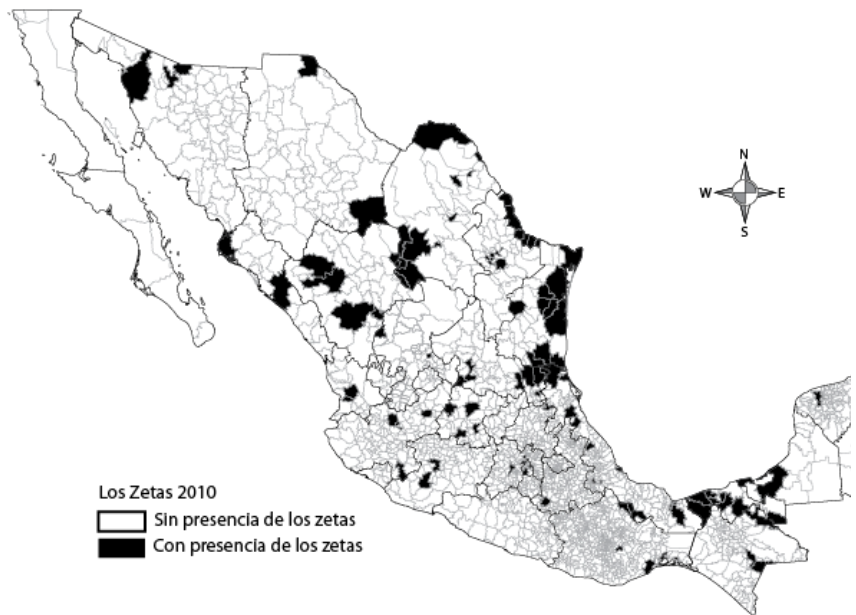 N
W E
S
Los Zetas 2010
Sin presencia de los zetas
Con presencia de los zetas